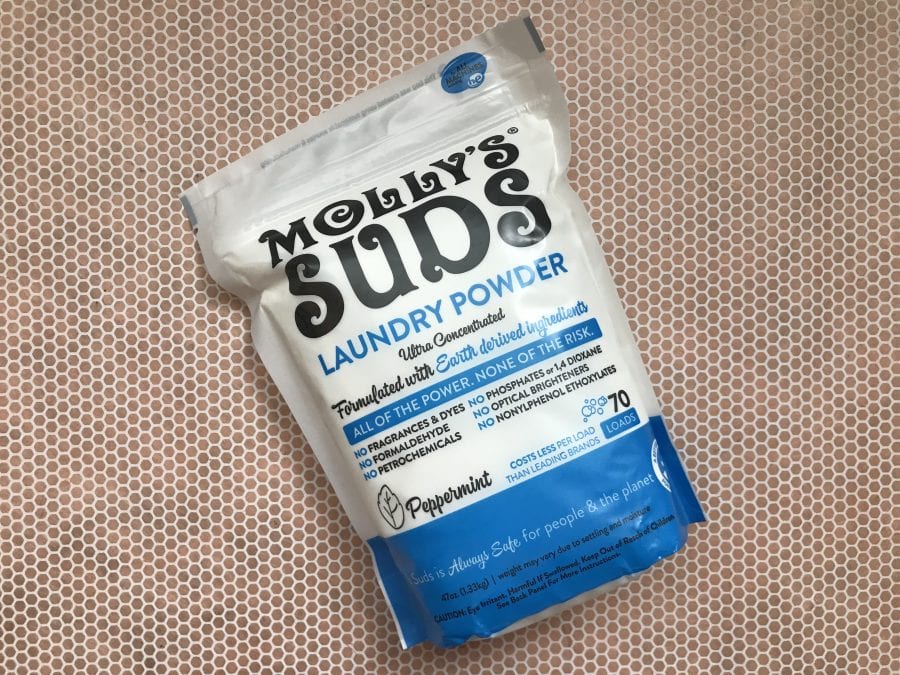 ALL
MACHINES
MOLLY'S®
SUDS
LAUNDRY POWDER
Ultra Concentrated
Formulated with Earth derived ingredients
ALL OF THE POWER. NONE OF THE RISK.
NO FRAGRANCES & DYES
NO FORMALDEHYDE
NO PETROCHEMICALS
NO PHOSPHATES or 1,4 DIOXANE
NO OPTICAL BRIGHTENERS
NO NONYLPHENOL ETHOXYLATES
70
LOADS
COSTS LESS PER LOAD
THAN LEADING BRANDS
Peppermint
Suds is Always Safe for people & the planet
47oz. (1.33kg) | weight may vary due to settling and moisture
CAUTION: Eye Irritant. Harmful If Swallowed. Keep Out of Reach of Children
See Back Panel For More Instructions.